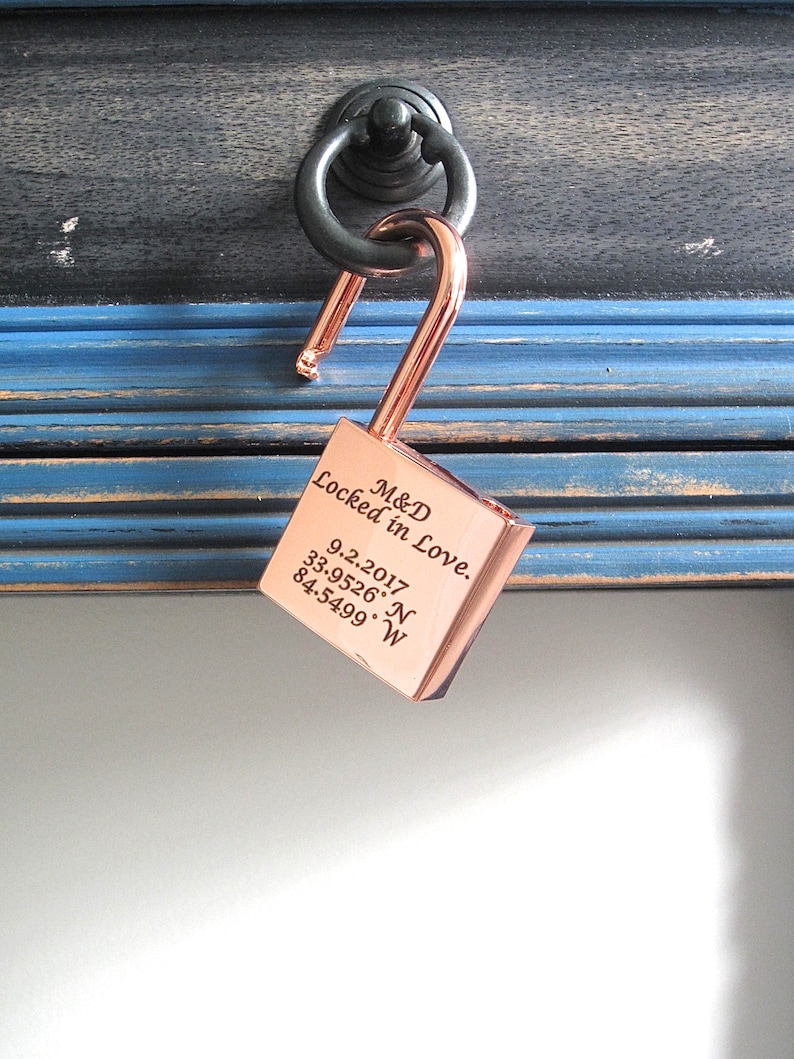 M&D
Locked in Love.
9.2.2017
33.9526° N
84.5499° W